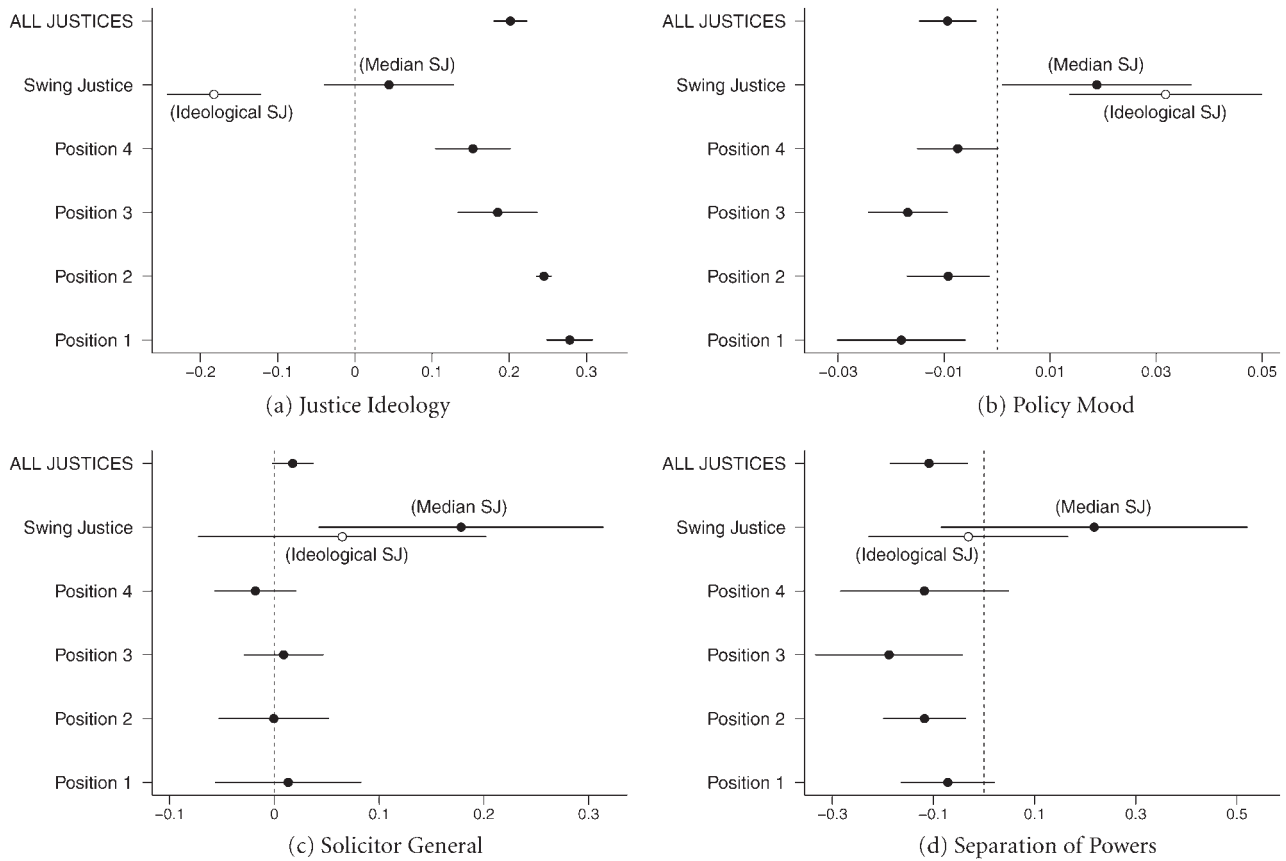 ALL JUSTICES
(Median SJ)
Swing Justice
(Ideological SJ)
Position 4
Position 3
Position 2
Position 1
−0.2 −0.1 0 0.1 0.2 0.3
(a) Justice Ideology
ALL JUSTICES
(Median SJ)
Swing Justice
(Ideological SJ)
Position 4
Position 3
Position 2
Position 1
−0.03 −0.01 0.01 0.03 0.05
(b) Policy Mood
ALL JUSTICES
(Median SJ)
Swing Justice
(Ideological SJ)
Position 4
Position 3
Position 2
Position 1
−0.1 0 0.1 0.2 0.3
(c) Solicitor General
ALL JUSTICES
(Median SJ)
Swing Justice
(Ideological SJ)
Position 4
Position 3
Position 2
Position 1
−0.3 −0.1 0.1 0.3 0.5
(d) Separation of Powers